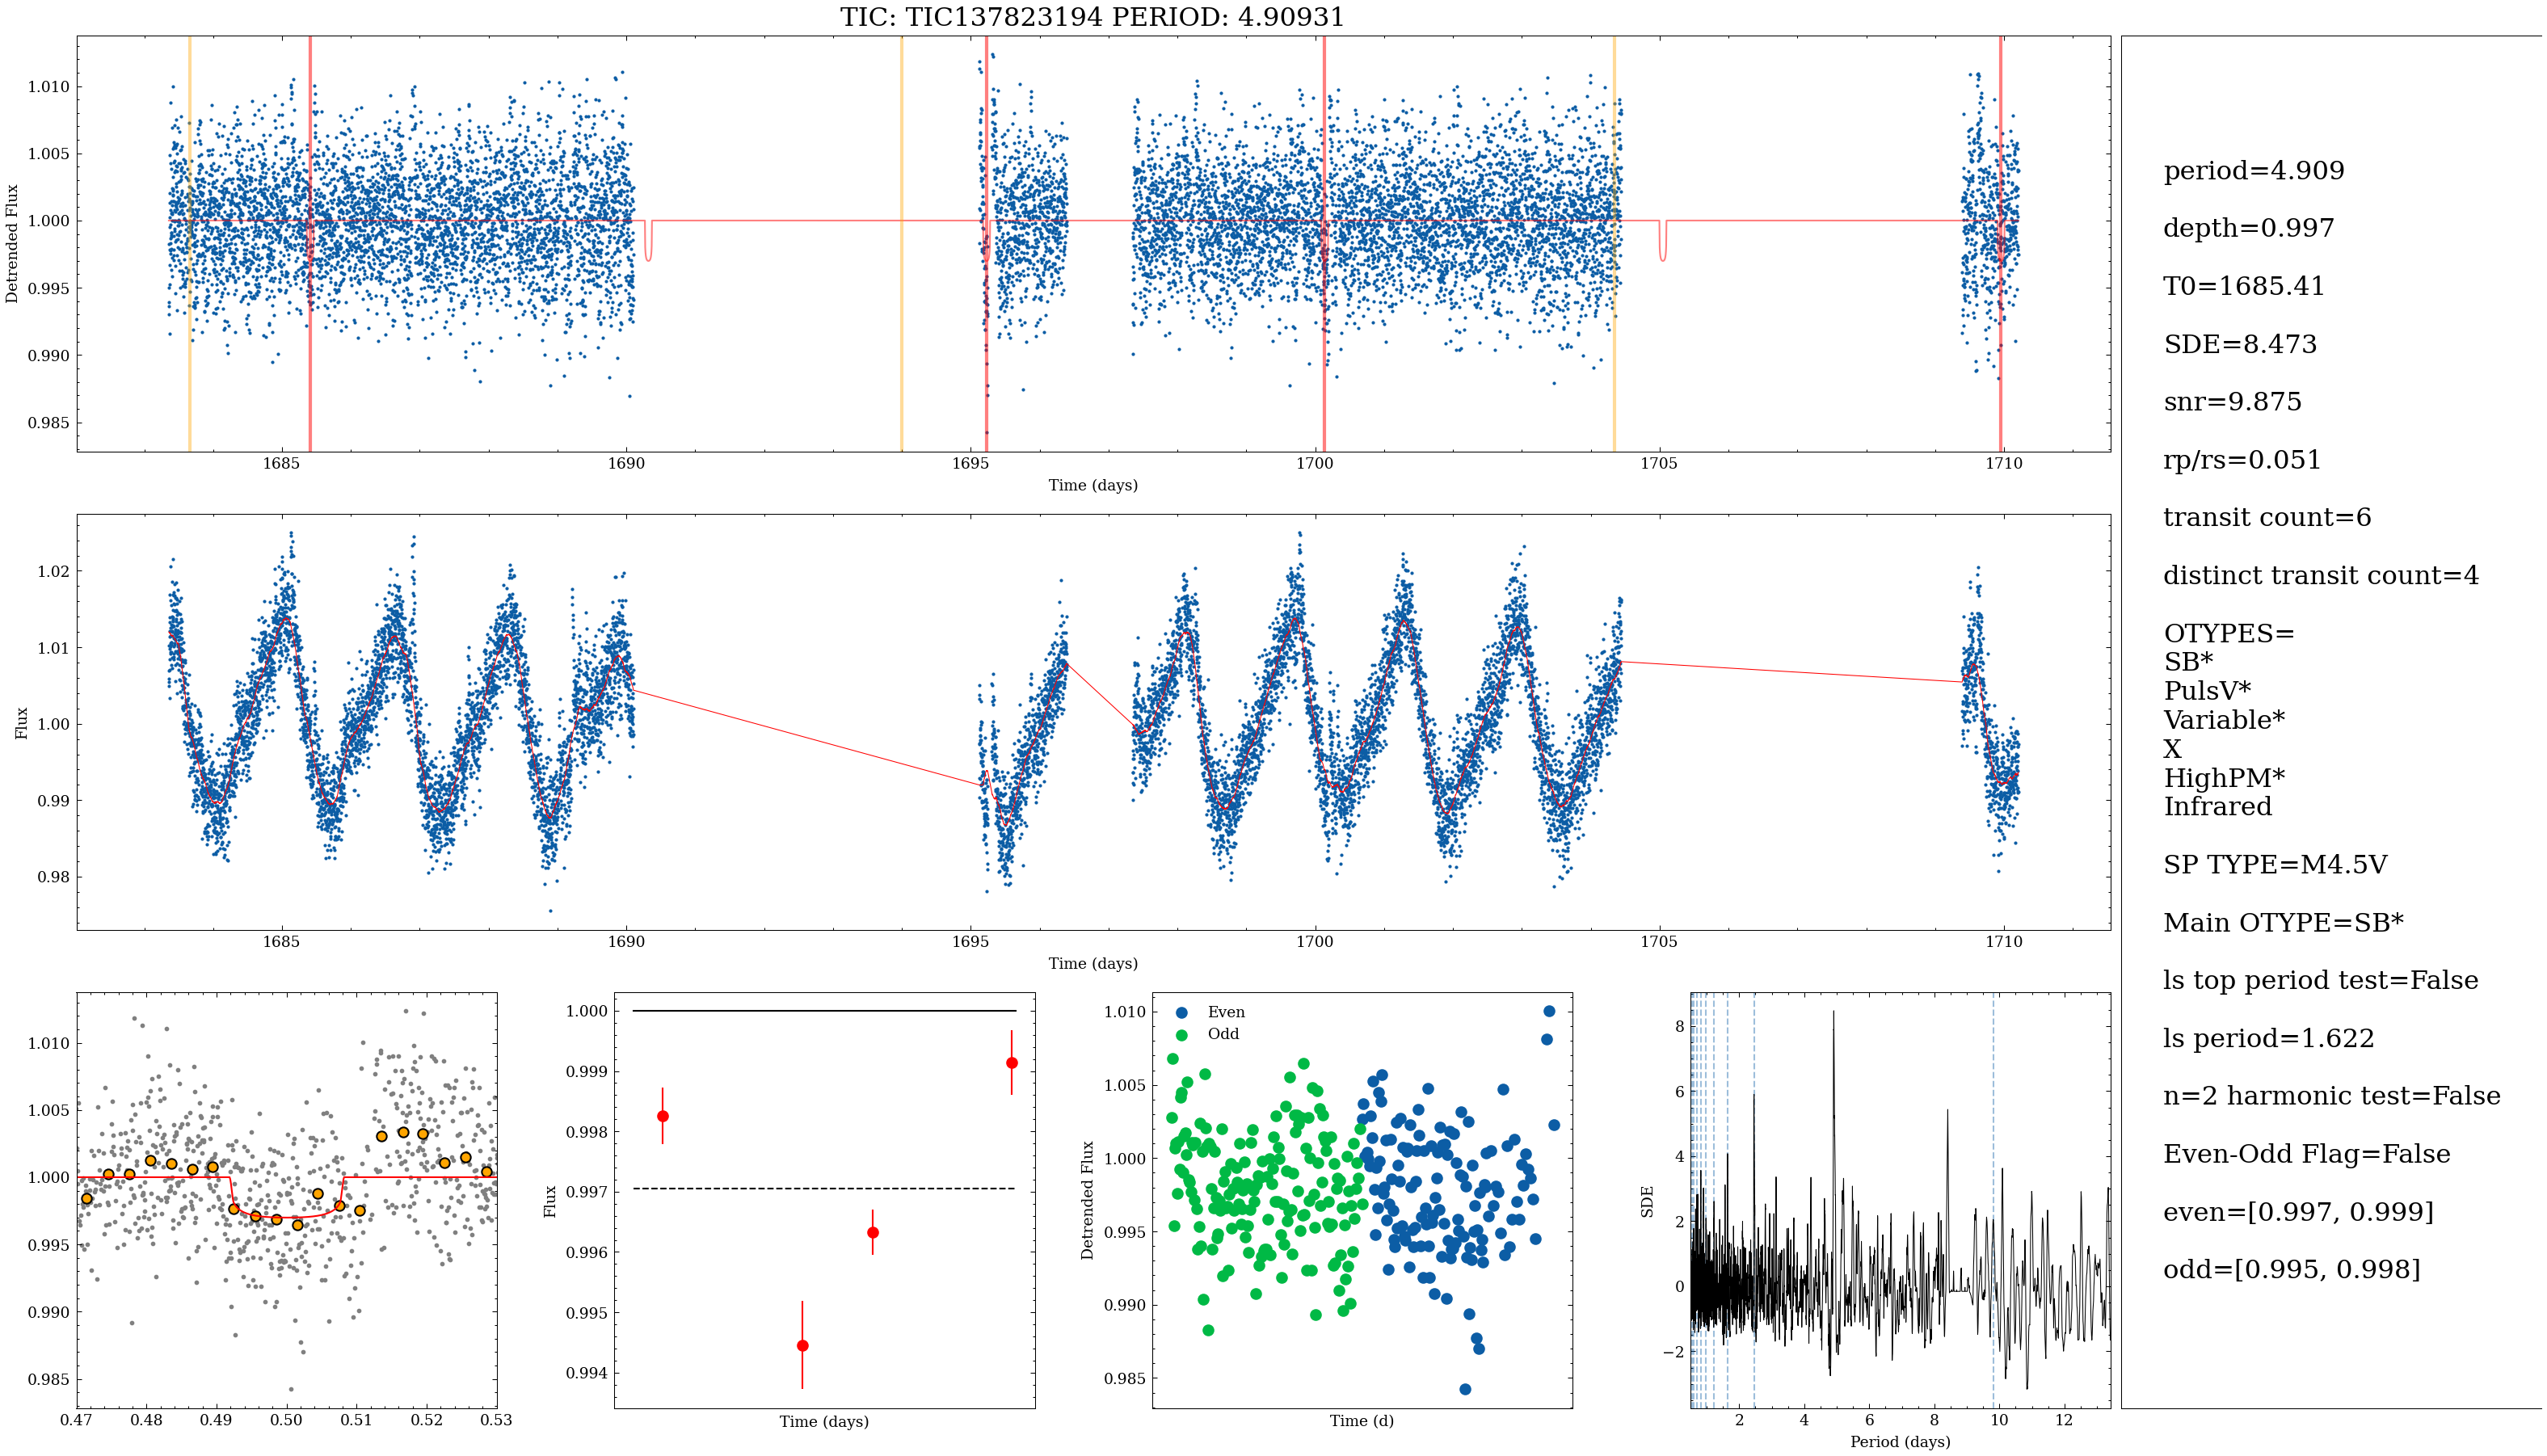 TIC: TIC137823194 PERIOD: 4.90931
1.010
1.005
1.000
0.995
0.990
0.985
Detrended Flux
1685
1690
1695
1700
1705
1710
Time (days)
1.02
1.01
1.00
0.99
0.98
Flux
1685
1690
1695
1700
1705
1710
Time (days)
1.010
1.005
1.000
0.995
0.990
0.985
0.47
0.48
0.49
0.50
0.51
0.52
0.53
1.000
0.999
0.998
0.997
0.996
0.995
0.994
Flux
Time (days)
Even
Odd
1.010
1.005
1.000
0.995
0.990
0.985
Detrended Flux
Time (d)
8
6
4
2
0
−2
SDE
2
4
6
8
10
12
Period (days)
period=4.909
depth=0.997
T0=1685.41
SDE=8.473
snr=9.875
rp/rs=0.051
transit count=6
distinct transit count=4
OTYPES=
SB*
PulsV*
Variable*
X
HighPM*
Infrared
SP TYPE=M4.5V
Main OTYPE=SB*
ls top period test=False
ls period=1.622
n=2 harmonic test=False
Even-Odd Flag=False
even=[0.997, 0.999]
odd=[0.995, 0.998]